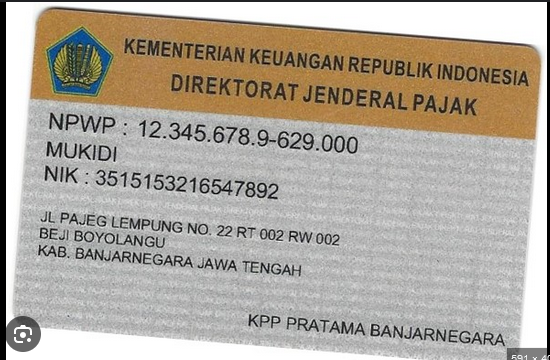 KEMENTERIAN KEUANGAN REPUBLIK INDONESIA
DIREKTORAT JENDERAL PAJAK
NPWP : 12.345.678.9-629.000
MUKIDI
NIK : 3515153216547892
JL PAJEG LEMPUNG NO. 22 RT 002 RW 002
BEJI BOYOLANGU
KAB. BANJARNEGARA JAWA TENGAH
KPP PRATAMA BANJARNEGARA